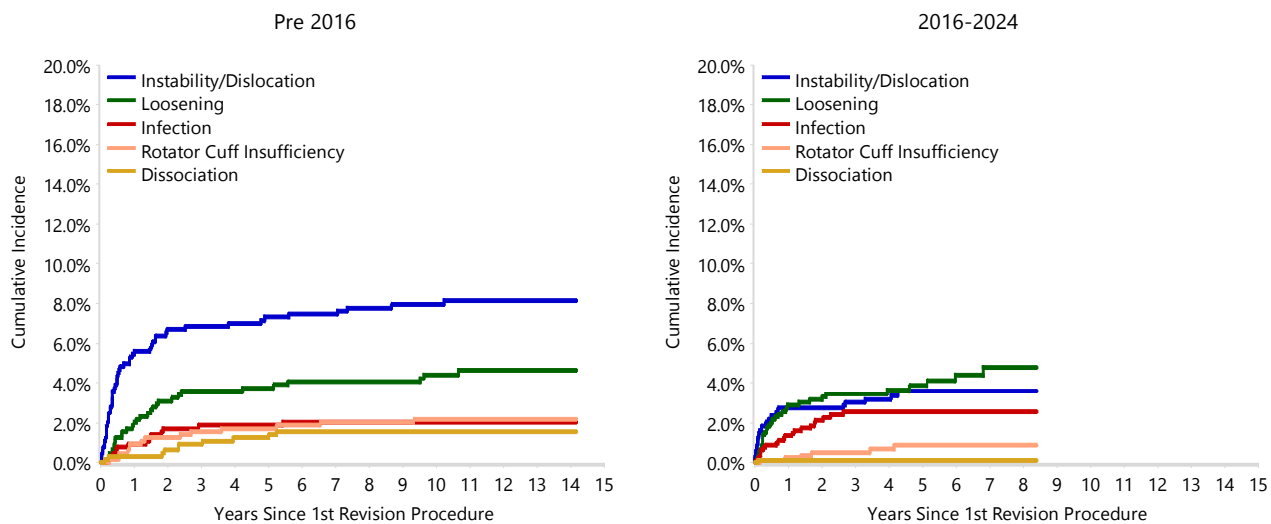 Pre 2016
20.0%
18.0%
16.0%
14.0%
12.0%
10.0%
8.0%
6.0%
4.0%
2.0%
0.0%
Cumulative Incidence
Instability/Dislocation
Loosening
Infection
Rotator Cuff Insufficiency
Dissociation
0 1 2 3 4 5 6 7 8 9 10 11 12 13 14 15
Years Since 1st Revision Procedure
2016-2024
20.0%
18.0%
16.0%
14.0%
12.0%
10.0%
8.0%
6.0%
4.0%
2.0%
0.0%
Cumulative Incidence
Instability/Dislocation
Loosening
Infection
Rotator Cuff Insufficiency
Dissociation
0 1 2 3 4 5 6 7 8 9 10 11 12 13 14 15
Years Since 1st Revision Procedure